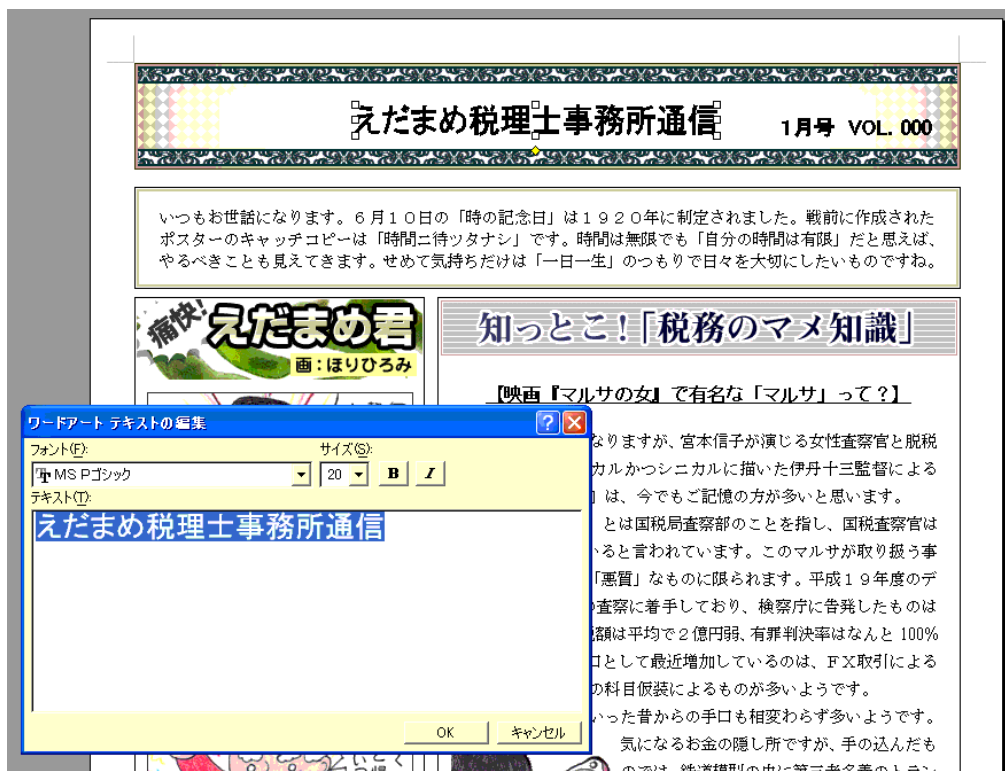 えだまめ税理士事務所通信
1月号 VOL. 000
いつもお世話になります。６月１０日の「時の記念日」は１９２０年に制定されました。戦前に作成された
ポスターのキャッチコピーは「時間ニ待ツタナシ」です。時間は無限でも「自分の時間は有限」だと思えば、
やるべきことも見えてきます。せめて気持ちだけは「一日一生」のつもりで日々を大切にしたいものですね。
痛快!
えだまめ君
画：ほりひろみ
知っとこ！「税務のマメ知識」
【映画『マルサの女』で有名な「マルサ」って？】
ワードアート テキストの編集
フォント(F):
サイズ(S):
MS Pゴシック
20
B
I
テキスト(T):
えだまめ税理士事務所通信
OK
キャンセル
なりますが、宮本信子が演じる女性査察官と脱税
カルかつシニカルに描いた伊丹十三監督による
は、今でもご記憶の方が多いと思います。
とは国税局査察部のことを指し、国税査察官は
いると言われています。このマルサが取り扱う事
「悪質」なものに限られます。平成１９年度のデ
査察に着手しており、検察庁に告発したものは
額は平均で２億円弱、有罪判決率はなんと 100%
口として最近増加しているのは、ＦＸ取引による
の科目仮装によるものが多いようです。
いった昔からの手口も相変わらず多いようです。
気になるお金の隠し所ですが、手の込んだも
のでは、鉄道模型の中に第三者名義のトラン